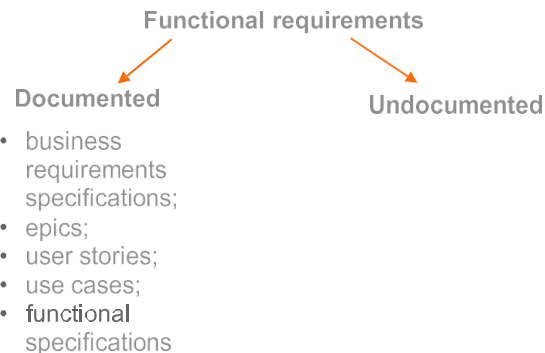 Functional requirements
Documented
Undocumented
• business
requirements
specifications;
• epics;
• user stories;
• use cases;
• functional
specifications